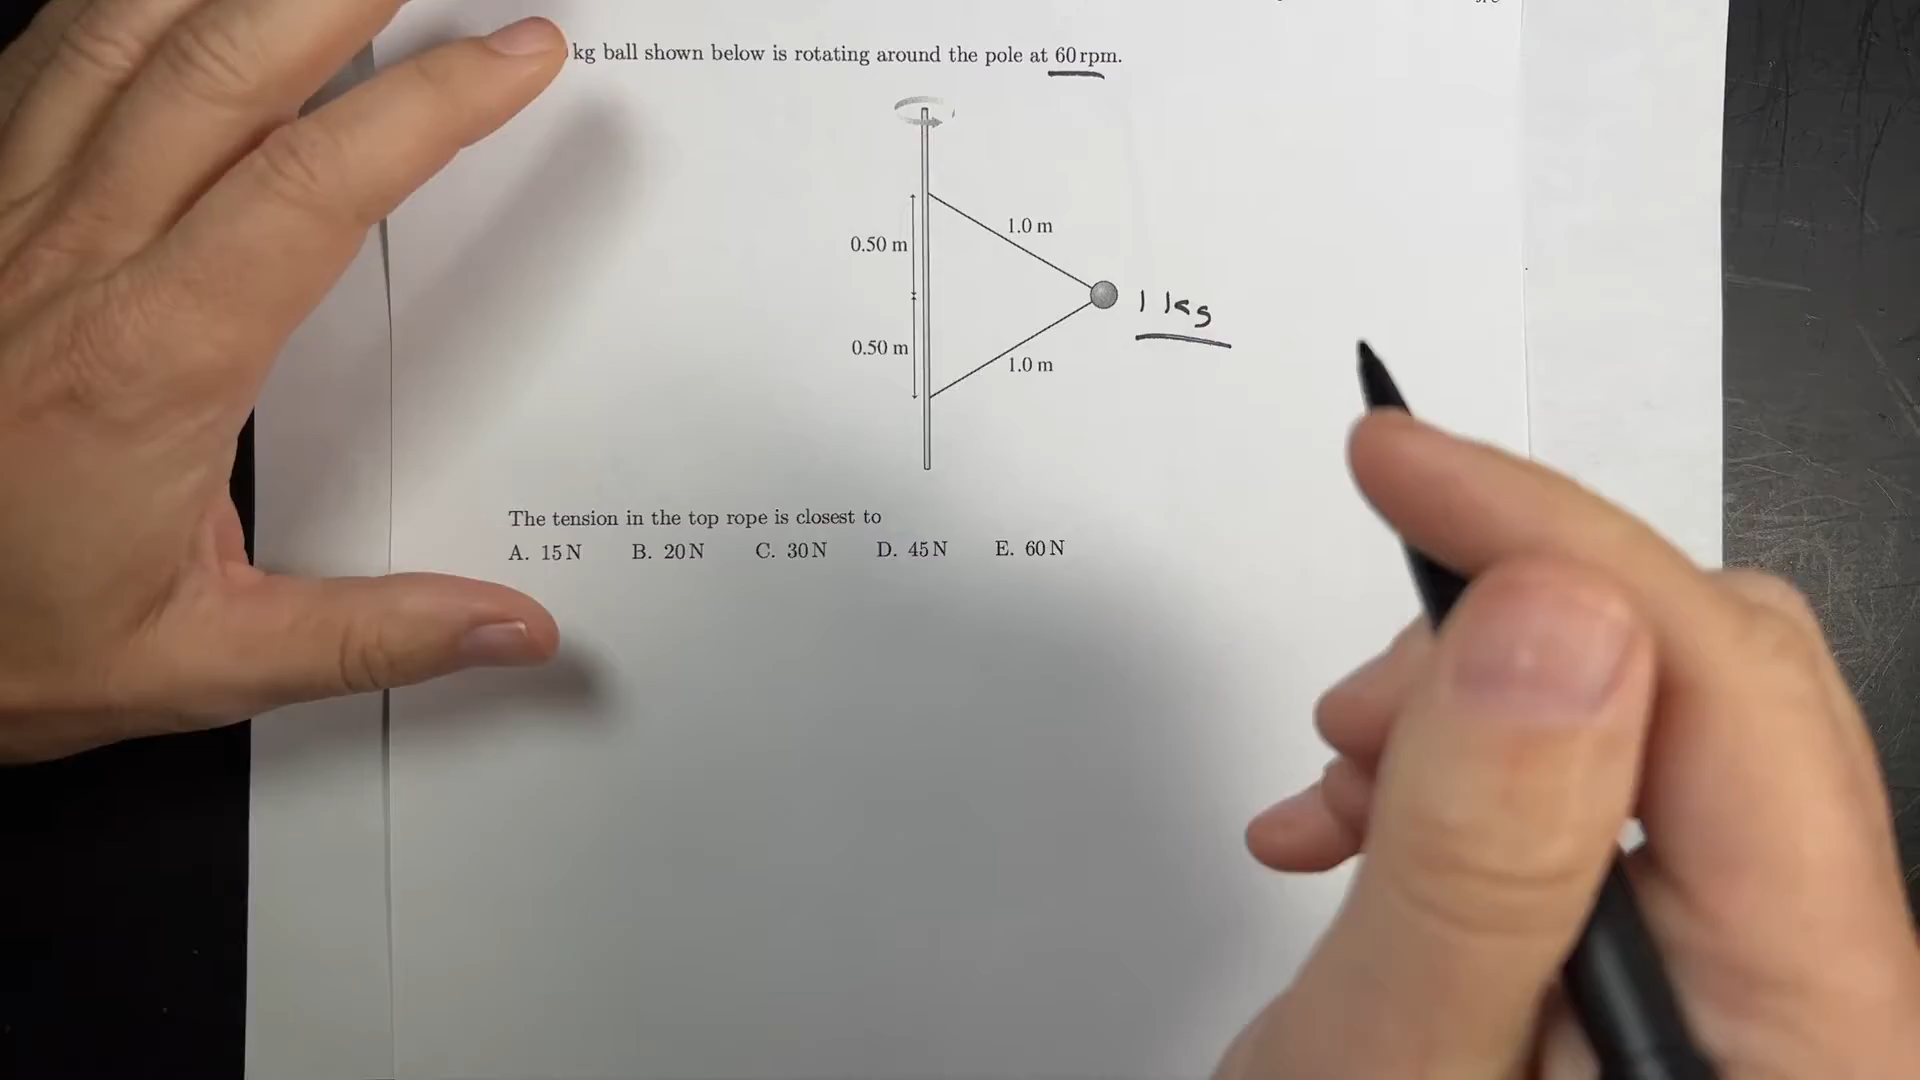 kg ball shown below is rotating around the pole at 60 rpm.
1.0 m
0.50 m
1 kg
0.50 m
1.0 m
The tension in the top rope is closest to
A. 15 N B. 20 N C. 30 N D. 45 N E. 60 N